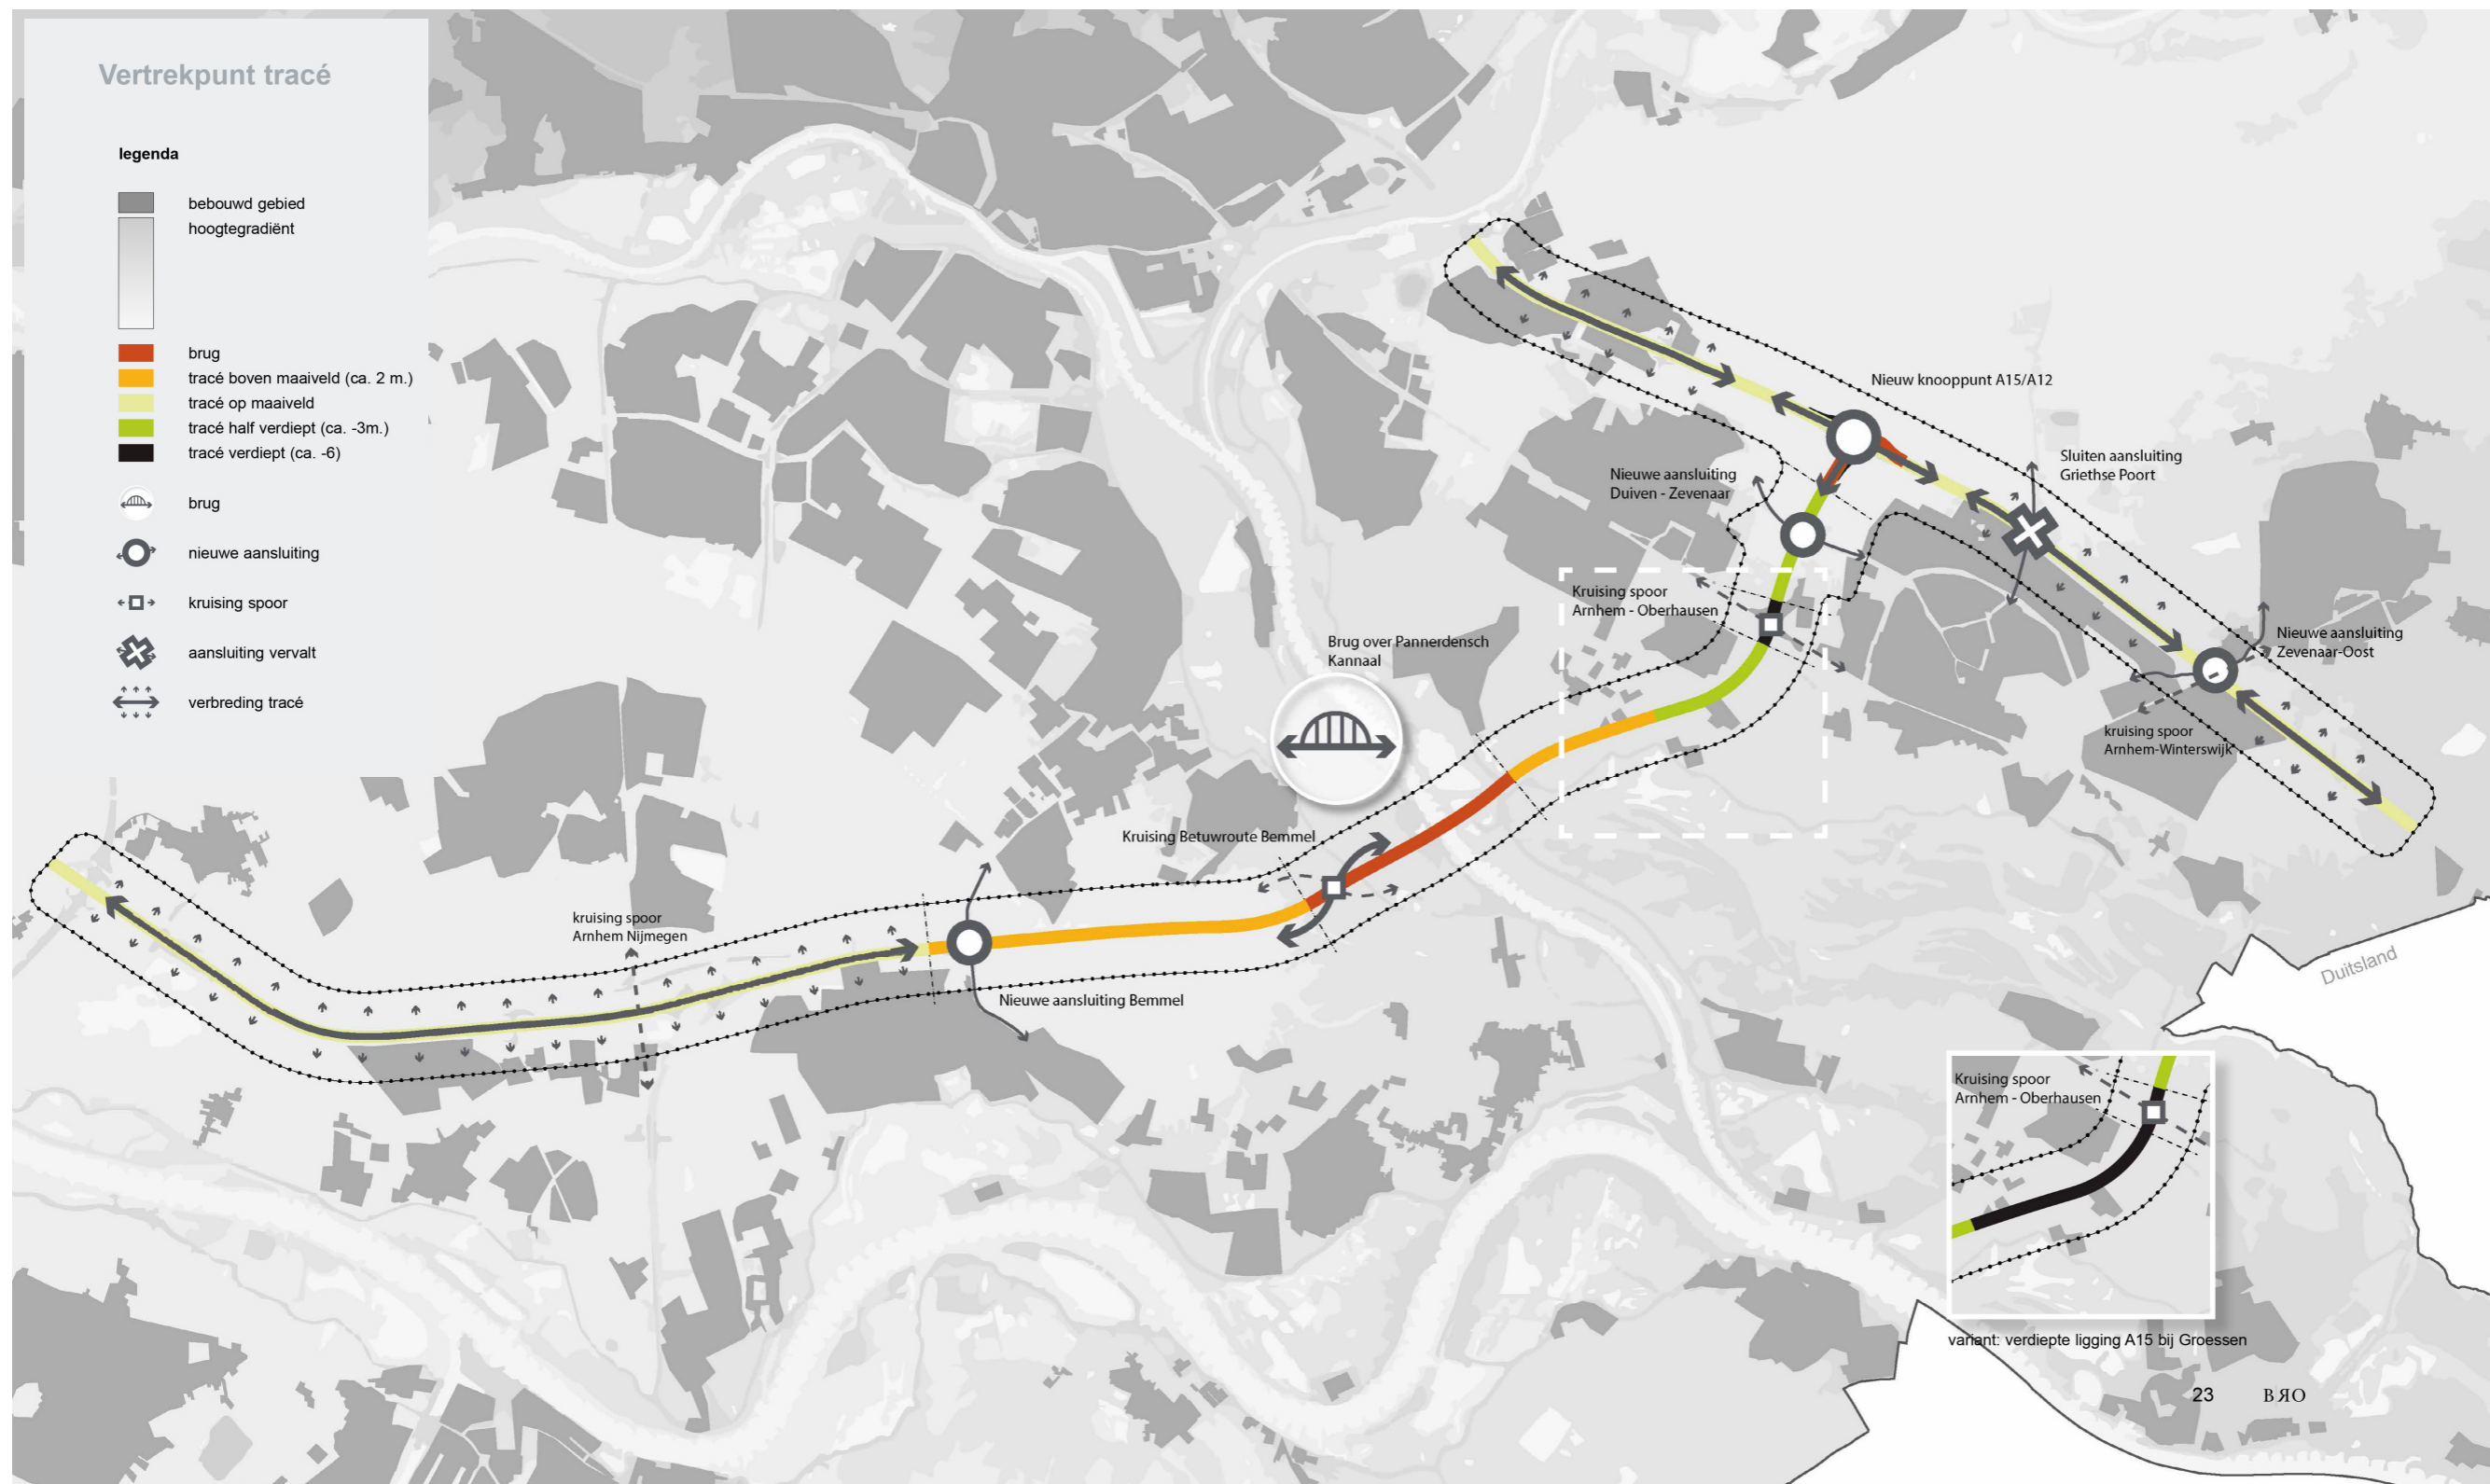 Vertrekpunt tracé
legenda
bebouwd gebied
hoogtegradiënt
brug
tracé boven maaiveld (ca. 2 m.)
tracé op maaiveld
tracé half verdiept (ca. -3m.)
tracé verdiept (ca. -6)
brug
nieuwe aansluiting
kruising spoor
aansluiting vervalt
verbreding tracé
Nieuw knooppunt A15/A12
Sluiten aansluiting
Griethse Poort
Nieuwe aansluiting
Duiven - Zevenaar
Kruising spoor
Arnhem - Oberhausen
Brug over Pannerdensch
Kannaal
Nieuwe aansluiting
Zevenaar-Oost
kruising spoor
Arnhem-Winterswijk
Kruising Betuwroute Bemmel
kruising spoor
Arnhem Nijmegen
Nieuwe aansluiting Bemmel
Duitsland
Kruising spoor
Arnhem - Oberhausen
variant: verdiepte ligging A15 bij Groessen
23 BЯO